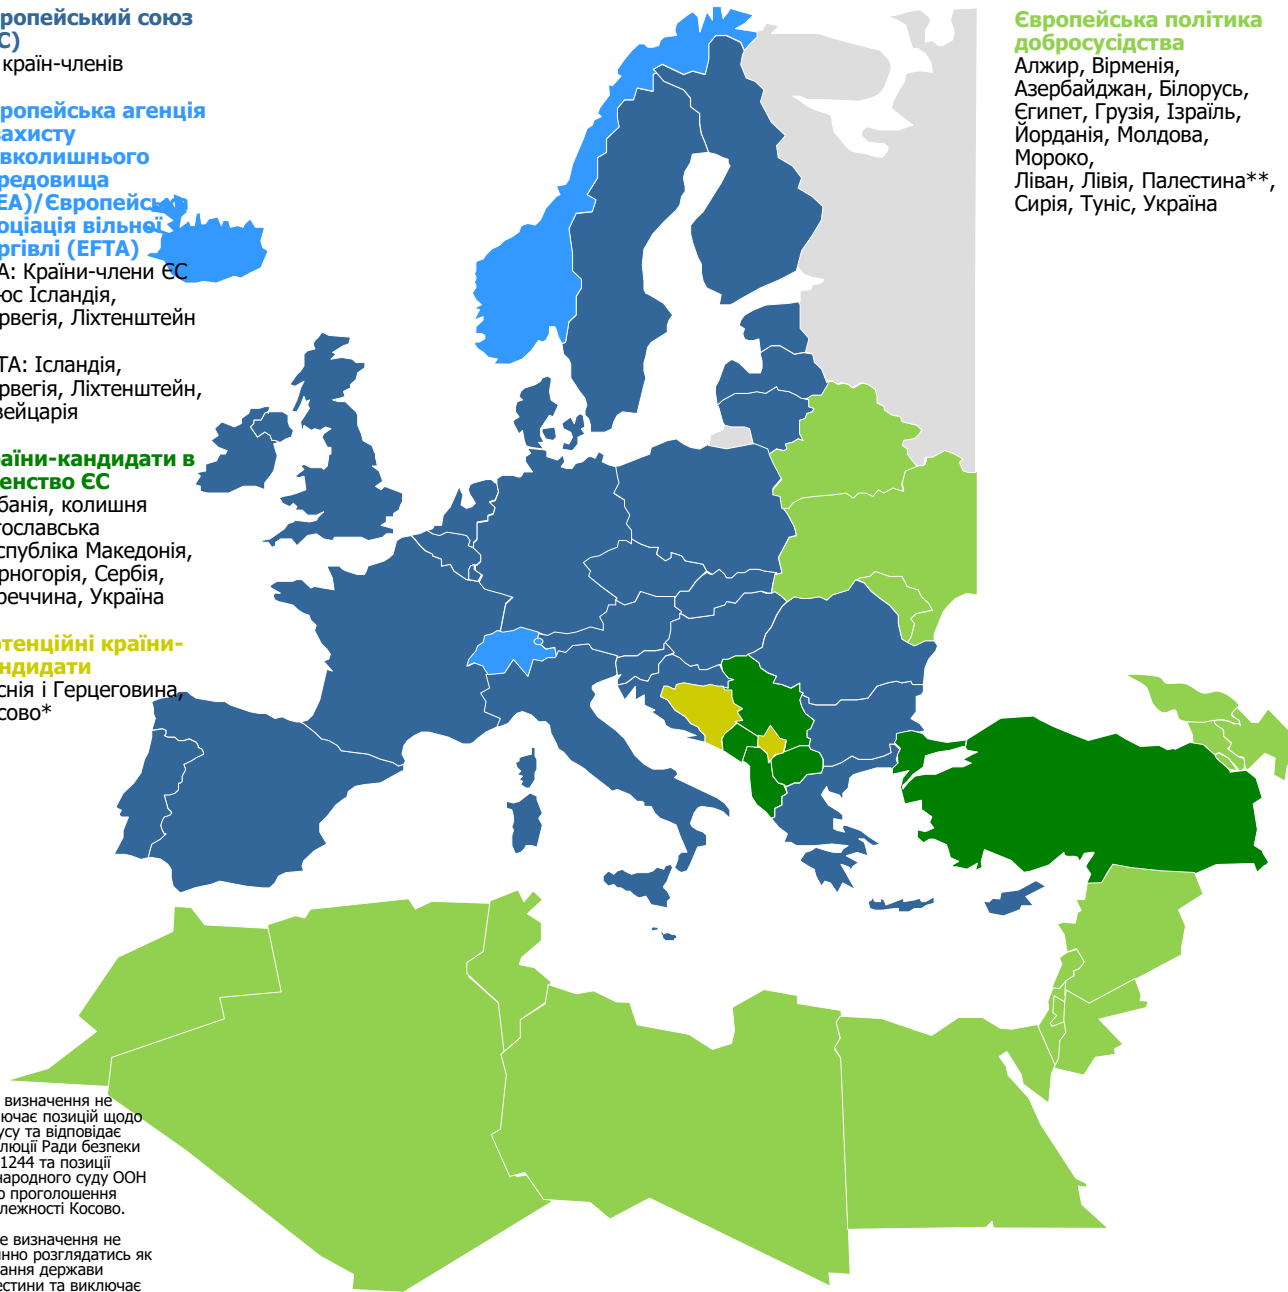 ропейський союз
С)
країн-членів
ропейська агенція
ахисту
вколишнього
редовища
ЕА)/Європейська
оціація вільної
ргівлі (EFTA)
А: Країни-члени ЄС
юс Ісландія,
рвегія, Ліхтенштейн
ТА: Ісландія,
рвегія, Ліхтенштейн,
вейцарія
раїни-кандидати в
енство ЄС
банія, колишня
гославська
спубліка Македонія,
рногорія, Сербія,
реччина, Україна
отенційні країни-
ндидати
снія і Герцеговина,
сово*
визначення не
ючає позицій щодо
усу та відповідає
люції Ради безпеки
1244 та позиції
народного суду ООН
о проголошення
лежності Косово.
е визначення не
нно розглядатись як
ання держави
естини та виключає
Європейська політика
добросусідства
Алжир, Вірменія,
Азербайджан, Білорусь,
Єгипет, Грузія, Ізраїль,
Йорданія, Молдова,
Мороко,
Ліван, Лівія, Палестина**,
Сирія, Туніс, Україна